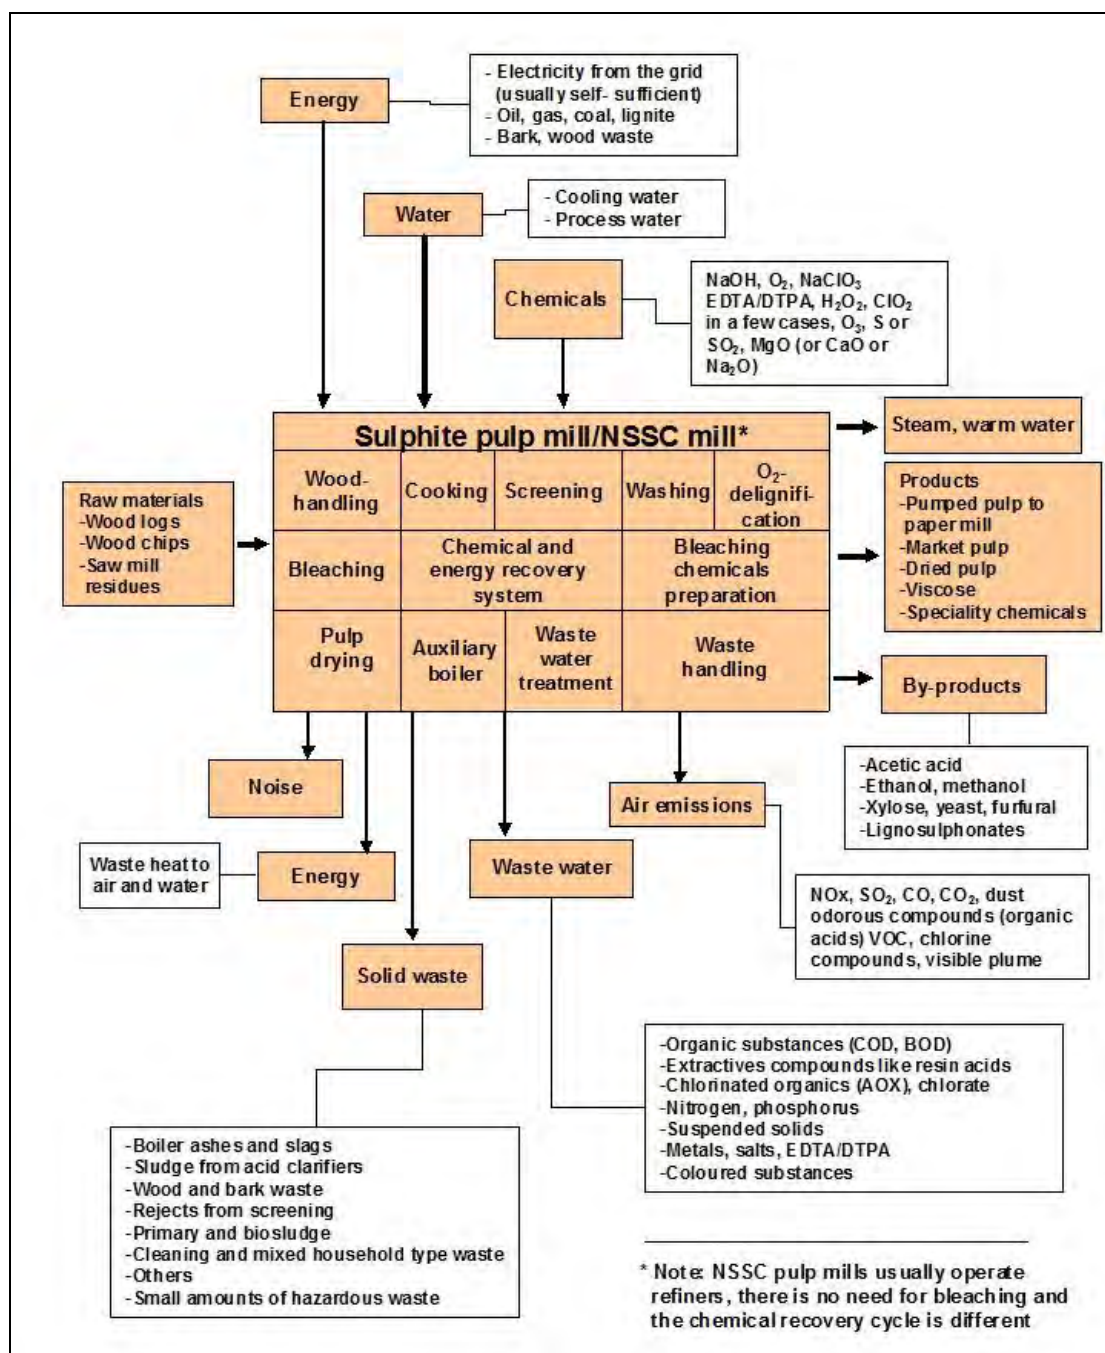 Energy
- Electricity from the grid
(usually self- sufficient)
- Oil, gas, coal, lignite
- Bark, wood waste
Water
- Cooling water
- Process water
Chemicals
NaOH, O₂, NaClO₃
EDTA/DTPA, H₂O₂, ClO₂
in a few cases, O₃, S or
SO₂, MgO (or CaO or
Na₂O)
Sulphite pulp mill/NSSC mill*
Wood-
handling
Cooking
Screening
Washing
O₂-
delignifi-
cation
Bleaching
Chemical and
energy recovery
system
Bleaching
chemicals
preparation
Pulp
drying
Auxiliary
boiler
Waste
water
treatment
Waste
handling
Raw materials
-Wood logs
-Wood chips
-Saw mill
residues
Steam, warm water
Products
-Pumped pulp to
paper mill
-Market pulp
-Dried pulp
-Viscose
-Speciality chemicals
By-products
-Acetic acid
-Ethanol, methanol
-Xylose, yeast, furfural
-Lignosulphonates
Noise
Air emissions
Waste heat to
air and water
Energy
Waste water
NOx, SO₂, CO, CO₂, dust
odorous compounds (organic
acids) VOC, chlorine
compounds, visible plume
Solid waste
-Organic substances (COD, BOD)
-Extractives compounds like resin acids
-Chlorinated organics (AOX), chlorate
-Nitrogen, phosphorus
-Suspended solids
-Metals, salts, EDTA/DTPA
-Coloured substances
-Boiler ashes and slags
-Sludge from acid clarifiers
-Wood and bark waste
-Rejects from screening
-Primary and biosludge
-Cleaning and mixed household type waste
-Others
-Small amounts of hazardous waste
* Note: NSSC pulp mills usually operate
refiners, there is no need for bleaching and
the chemical recovery cycle is different